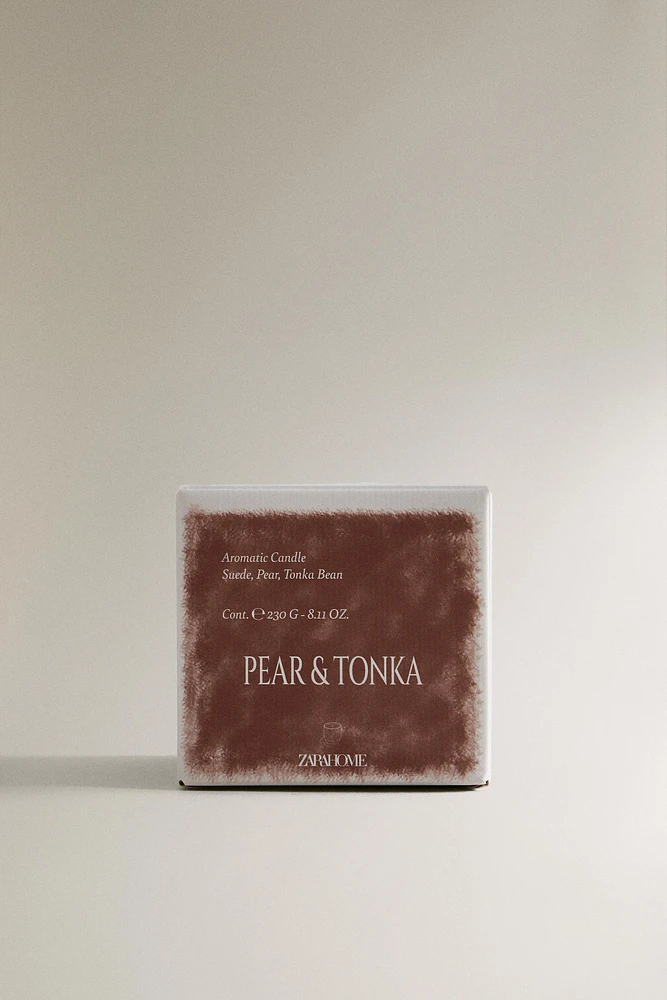 Aromatic Candle
Suede, Pear, Tonka Bean
Cont. ℮ 230 G - 8.11 OZ.
PEAR & TONKA
ZARAHOME